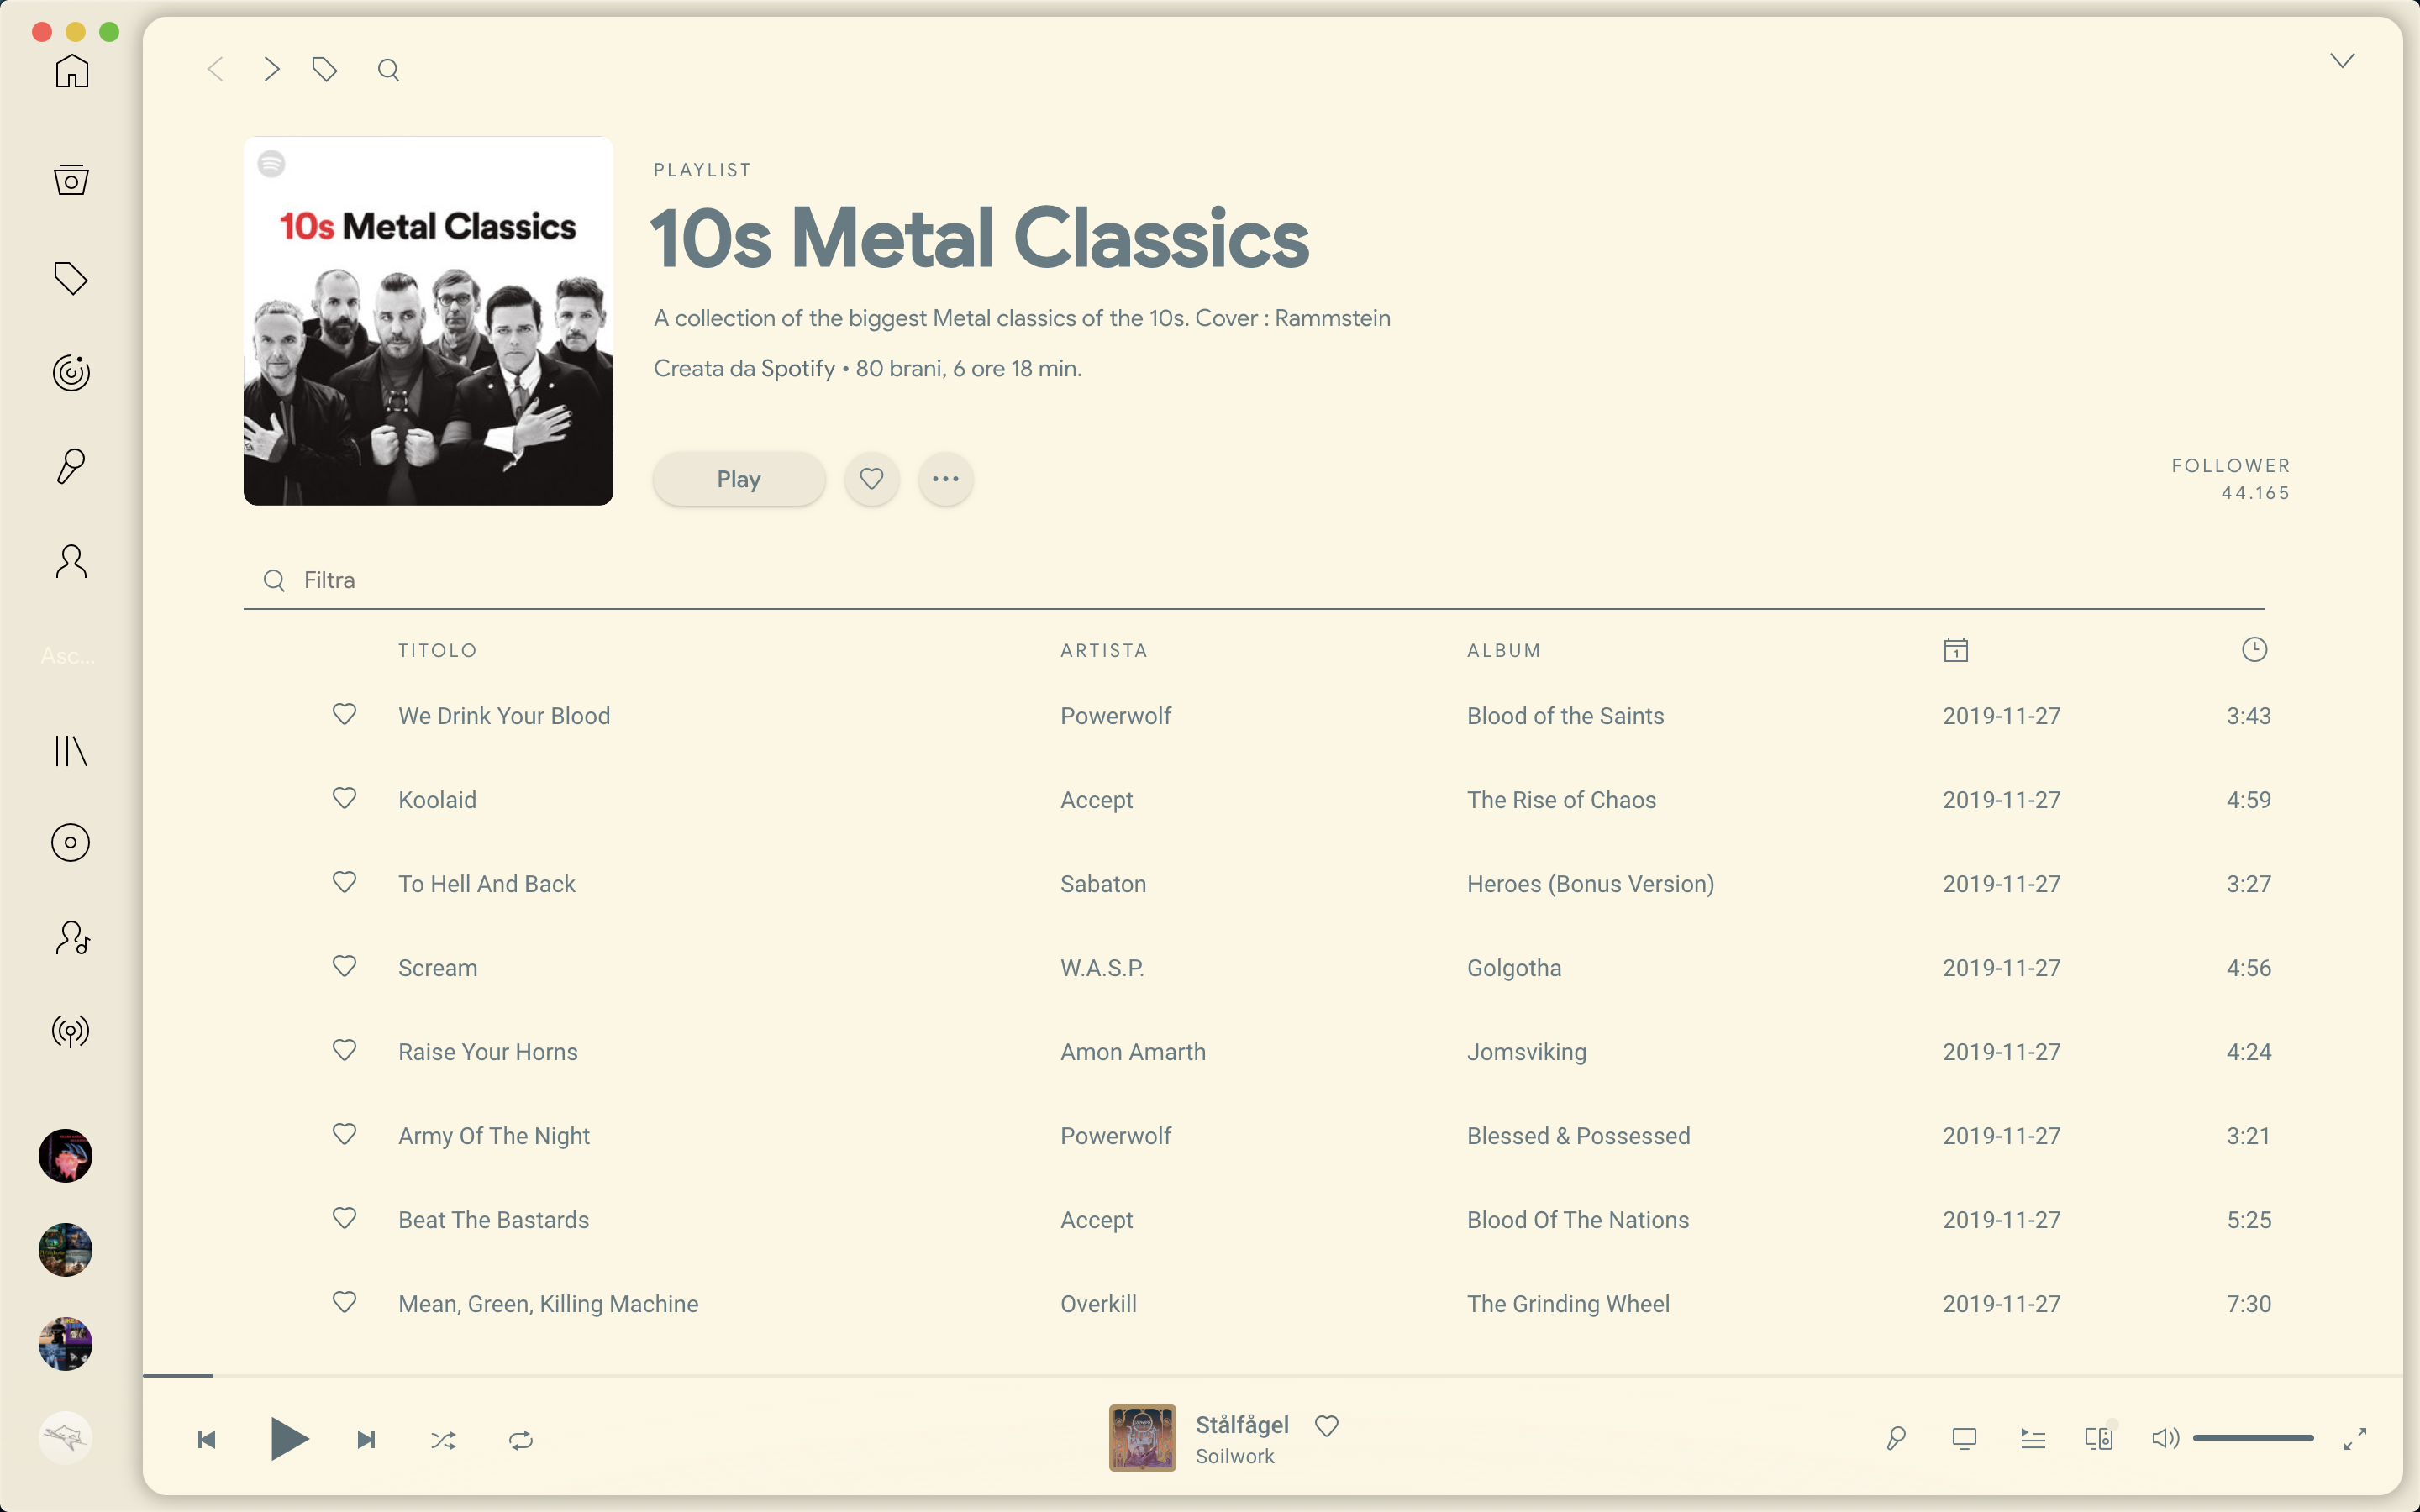 10s Metal Classics
PLAYLIST
10s Metal Classics
A collection of the biggest Metal classics of the 10s. Cover : Rammstein
Creata da Spotify • 80 brani, 6 ore 18 min.
Play
FOLLOWER
44.165
Filtra
TITOLO ARTISTA ALBUM
We Drink Your Blood Powerwolf Blood of the Saints 2019-11-27 3:43
Koolaid Accept The Rise of Chaos 2019-11-27 4:59
To Hell And Back Sabaton Heroes (Bonus Version) 2019-11-27 3:27
Scream W.A.S.P. Golgotha 2019-11-27 4:56
Raise Your Horns Amon Amarth Jomsviking 2019-11-27 4:24
Army Of The Night Powerwolf Blessed & Possessed 2019-11-27 3:21
Beat The Bastards Accept Blood Of The Nations 2019-11-27 5:25
Mean, Green, Killing Machine Overkill The Grinding Wheel 2019-11-27 7:30
Asc...
Stålfågel
Soilwork